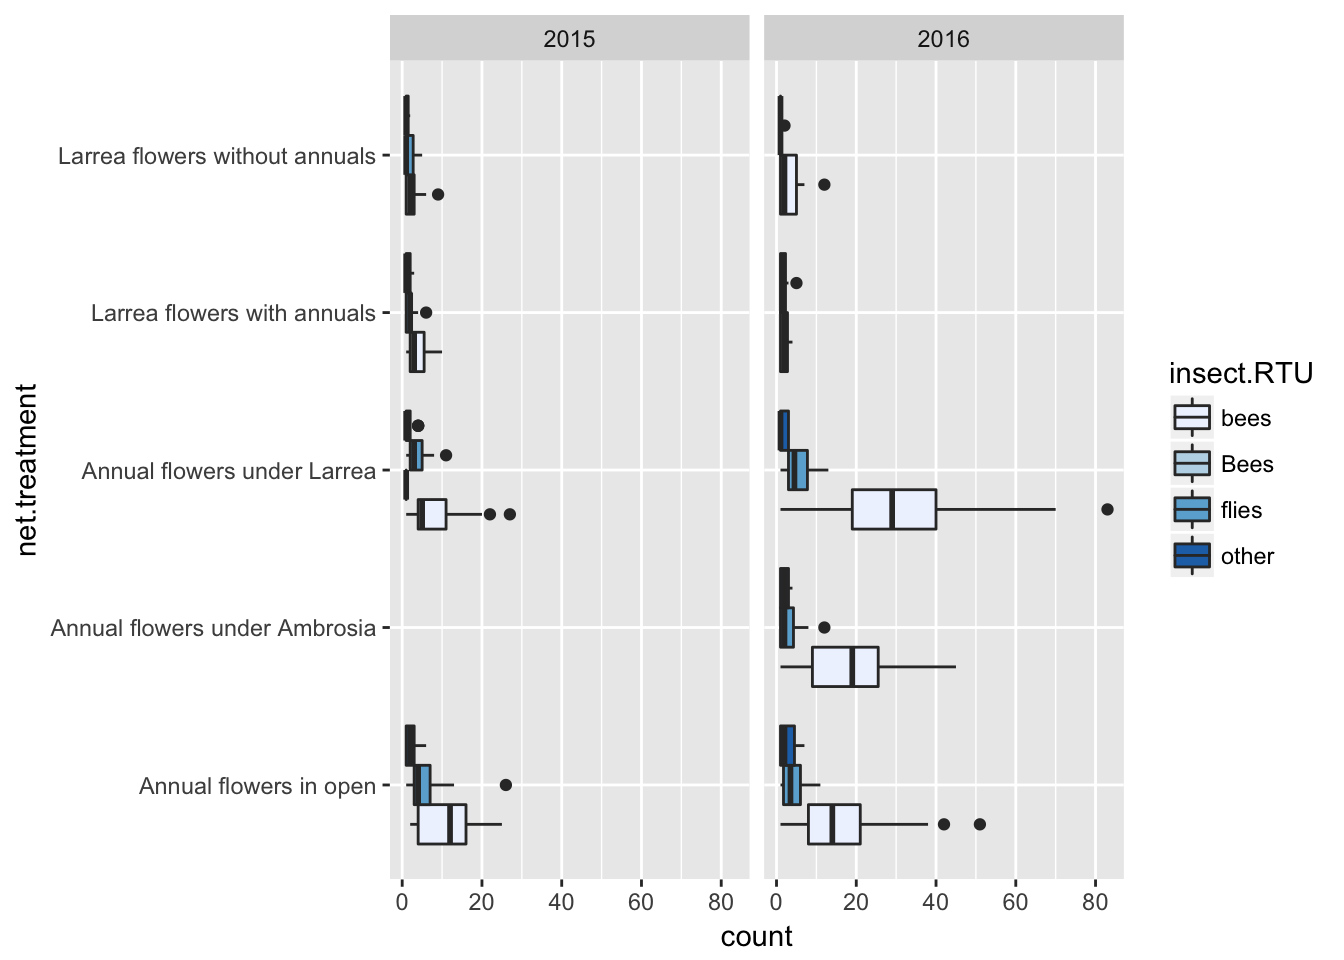 2015
2016
Larrea flowers without annuals
Larrea flowers with annuals
Annual flowers under Larrea
Annual flowers under Ambrosia
Annual flowers in open
net.treatment
0 20 40 60 80
0 20 40 60 80
count
insect.RTU
bees
Bees
flies
other